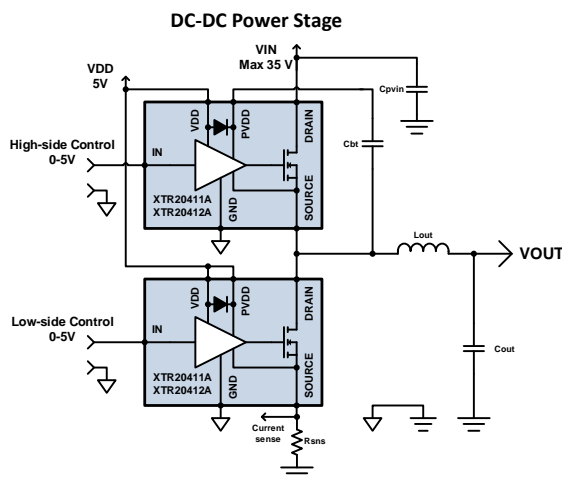 DC-DC Power Stage
VIN
Max 35 V
VDD
5V
Cpvin
High-side Control
0-5V
IN
VDD
PVDD
DRAIN
Cbt
XTR20411A
XTR20412A
GND
SOURCE
Lout
VOUT
Low-side Control
0-5V
IN
VDD
PVDD
DRAIN
XTR20411A
XTR20412A
GND
SOURCE
Cout
Current
sense
Rsns